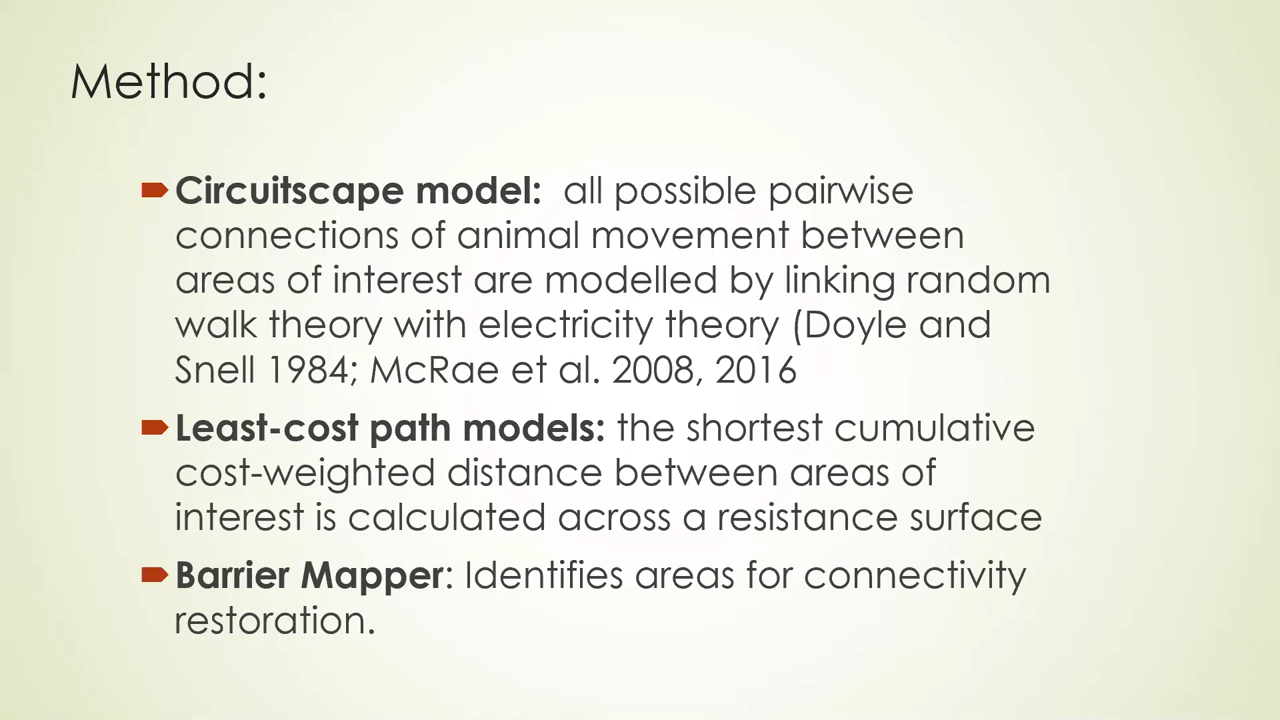 Method:
Circuitscape model:  all possible pairwise
connections of animal movement between
areas of interest are modelled by linking random
walk theory with electricity theory (Doyle and
Snell 1984; McRae et al. 2008, 2016
Least-cost path models: the shortest cumulative
cost-weighted distance between areas of
interest is calculated across a resistance surface
Barrier Mapper: Identifies areas for connectivity
restoration.